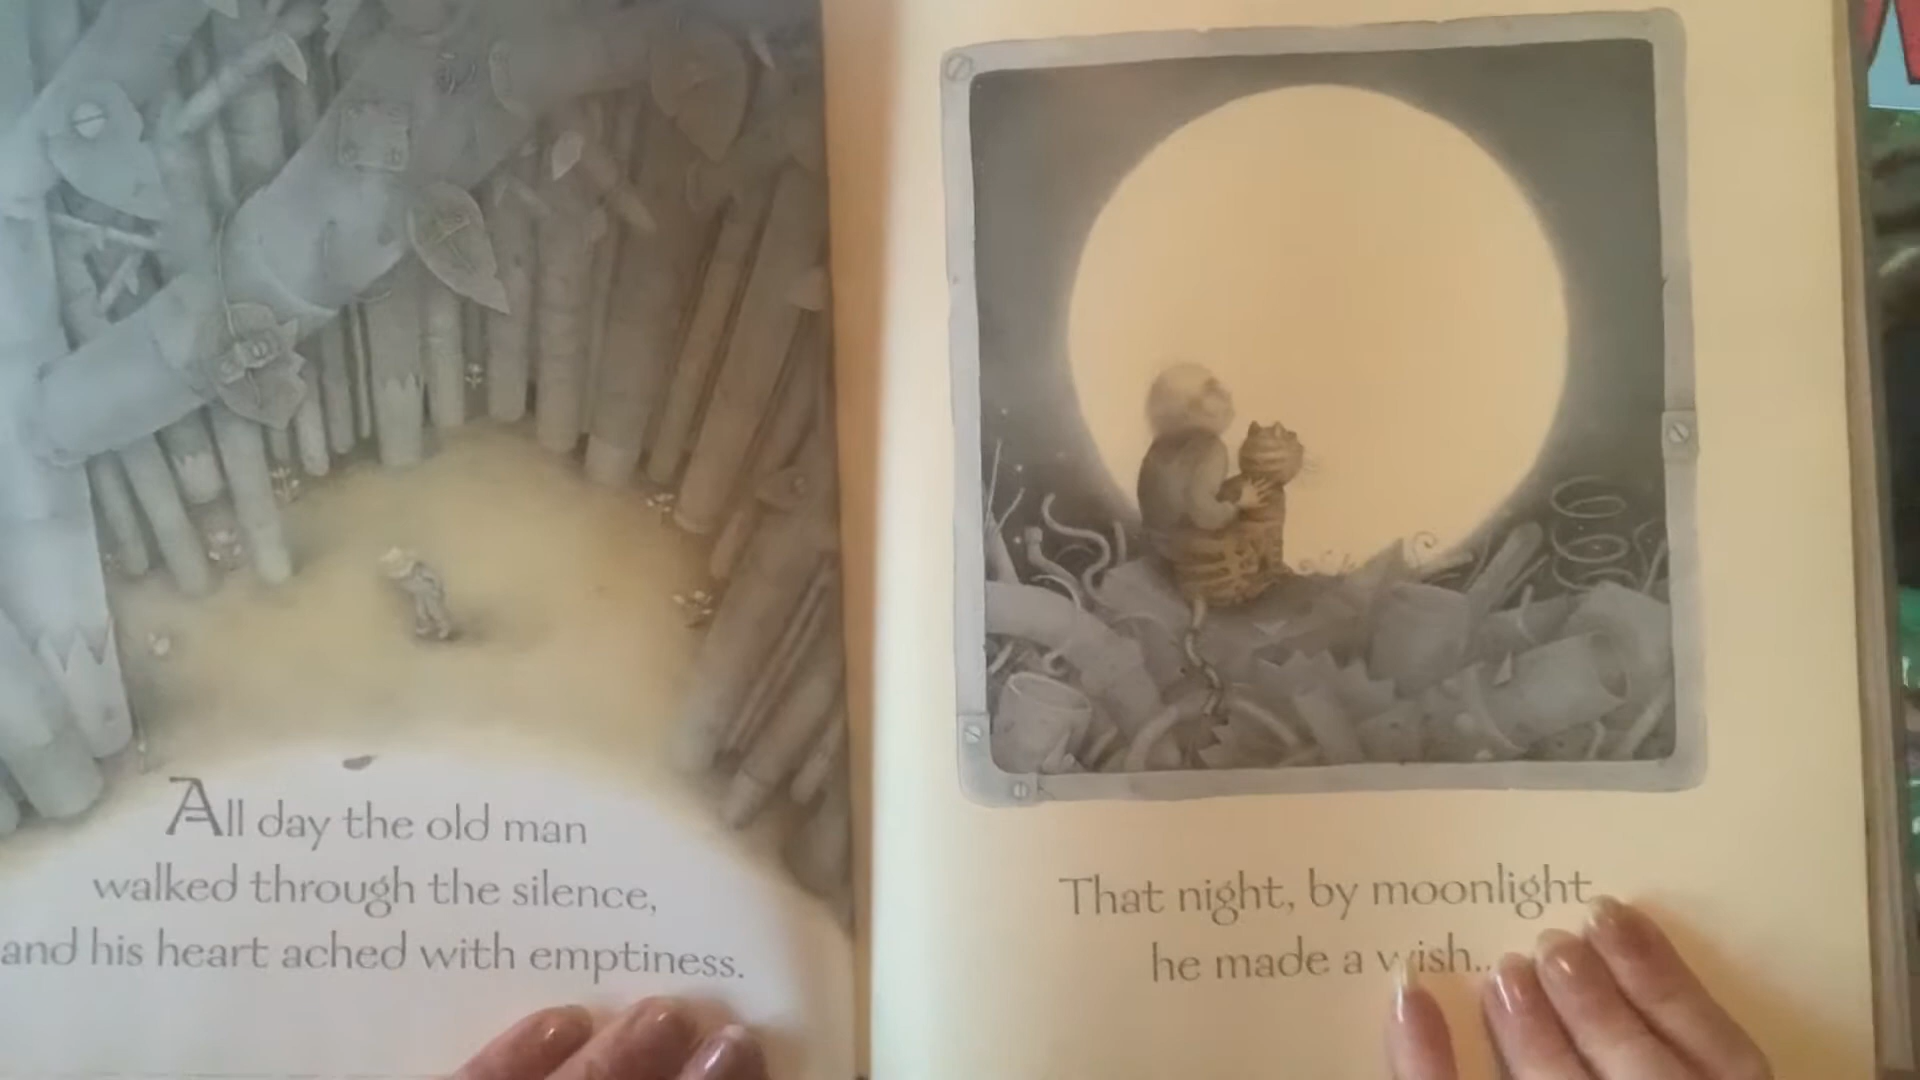 All day the old man
walked through the silence,
and his heart ached with emptiness.
That night, by moonlight
he made a wish...